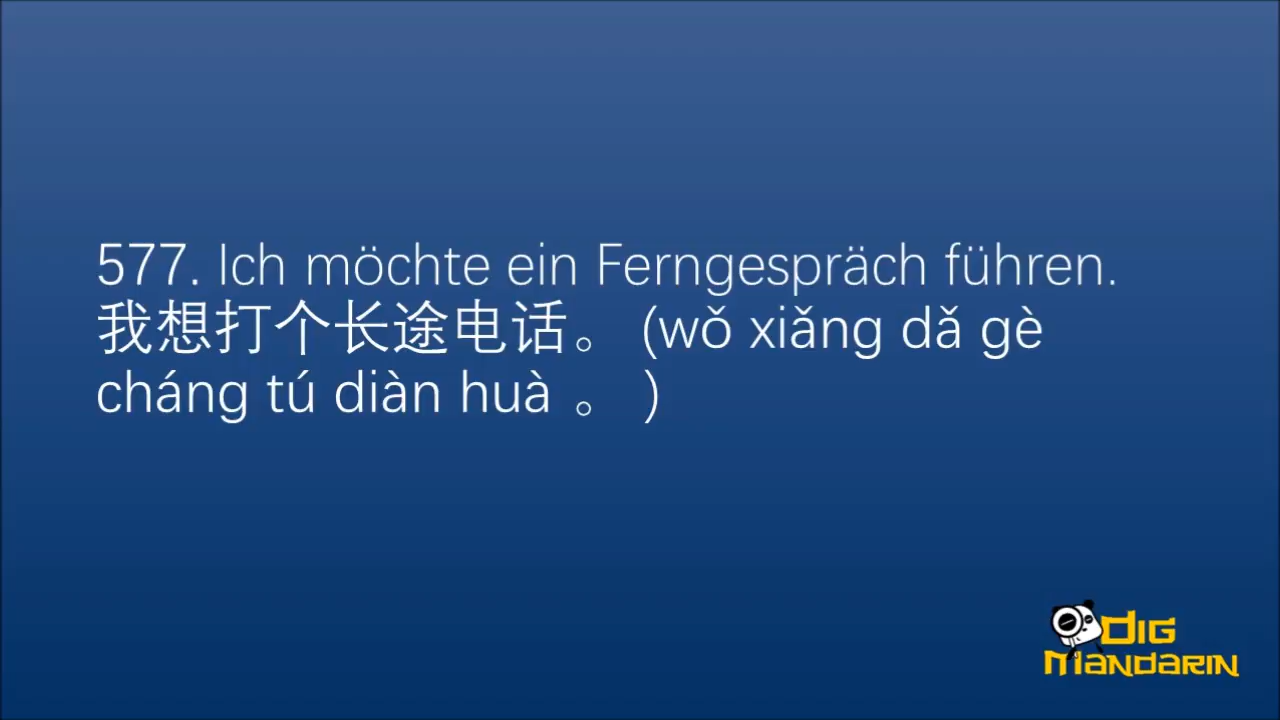 577. Ich möchte ein Ferngespräch führen.
我想打个长途电话。 (wǒ xiǎng dǎ gè
cháng tú diàn huà 。 )
DIG
MANDARIN